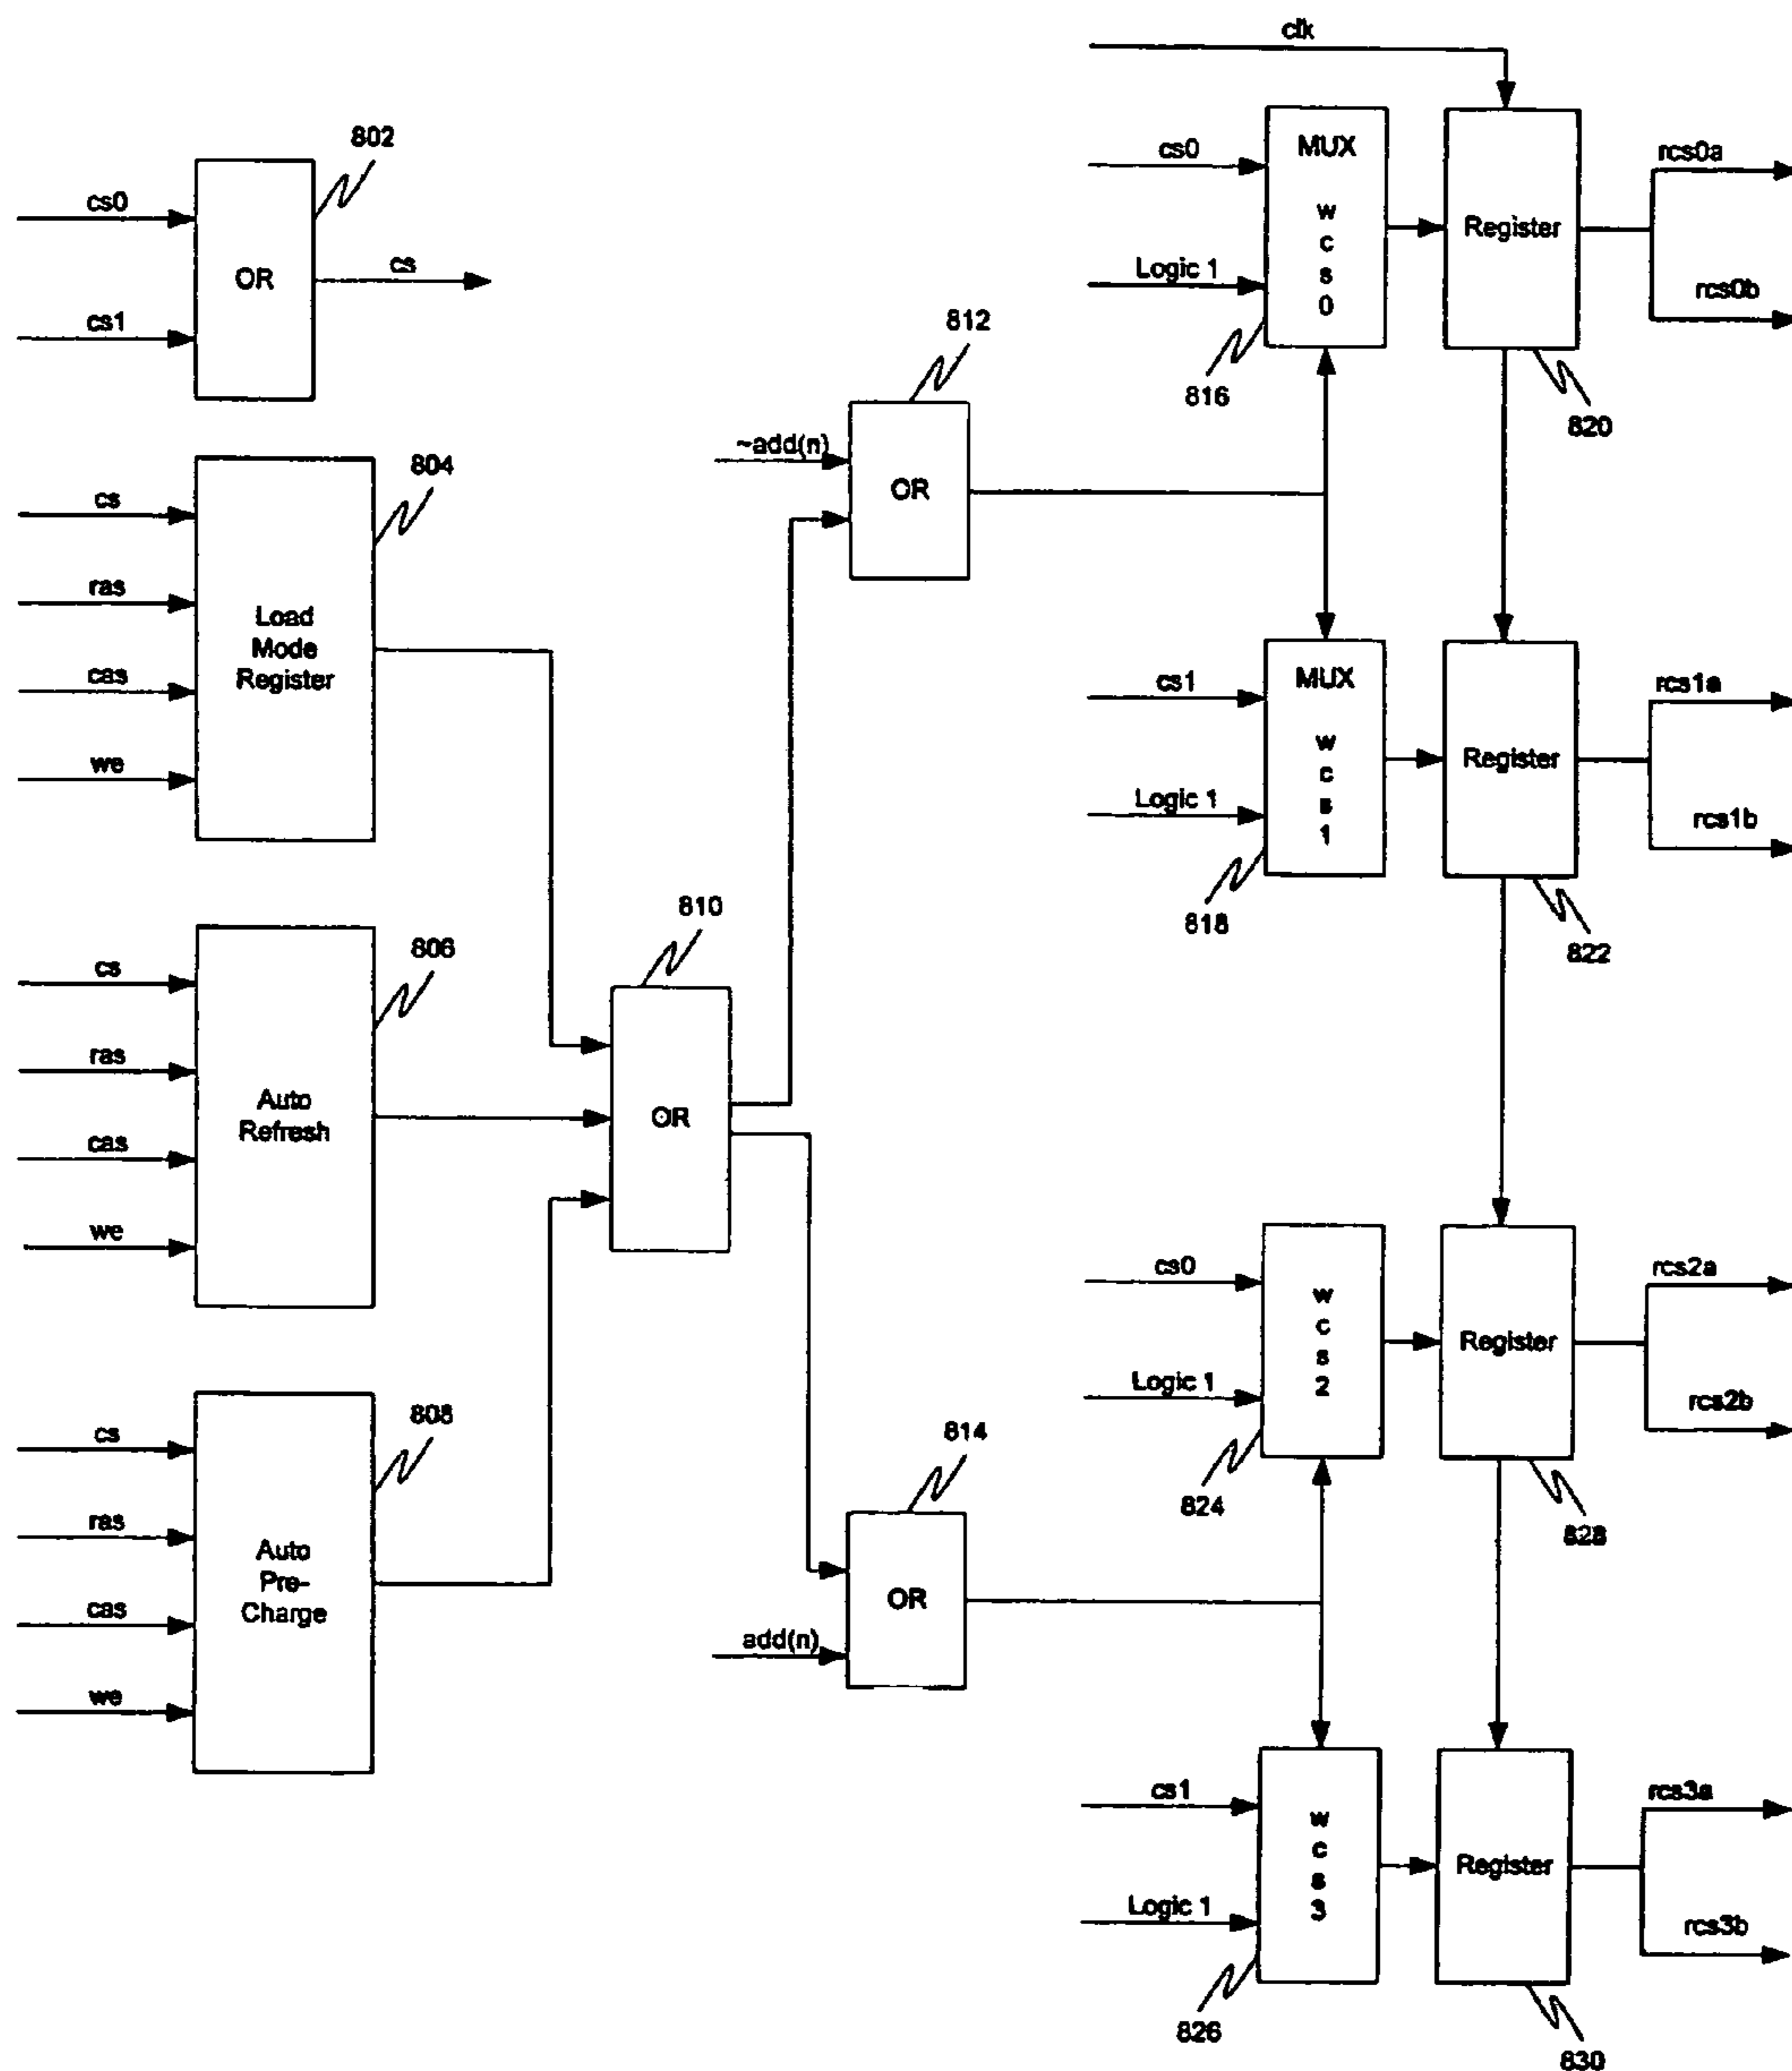 clk
802
cs0
OR
cs
cs1
804
cs
ras
Load
Mode
Register
cas
we
806
cs
ras
Auto
Refresh
cas
we
808
cs
ras
Auto
Pre-
Charge
cas
we
810
OR
812
~add(n)
OR
814
OR
add(n)
cs0
Logic 1
MUX
w
c
s
0
816
Register
820
rcs0a
rcs0b
cs1
Logic 1
MUX
w
c
s
1
818
Register
822
rcs1a
rcs1b
cs0
Logic 1
w
c
s
2
824
Register
828
rcs2a
rcs2b
cs1
Logic 1
w
c
s
3
826
Register
830
rcs3a
rcs3b